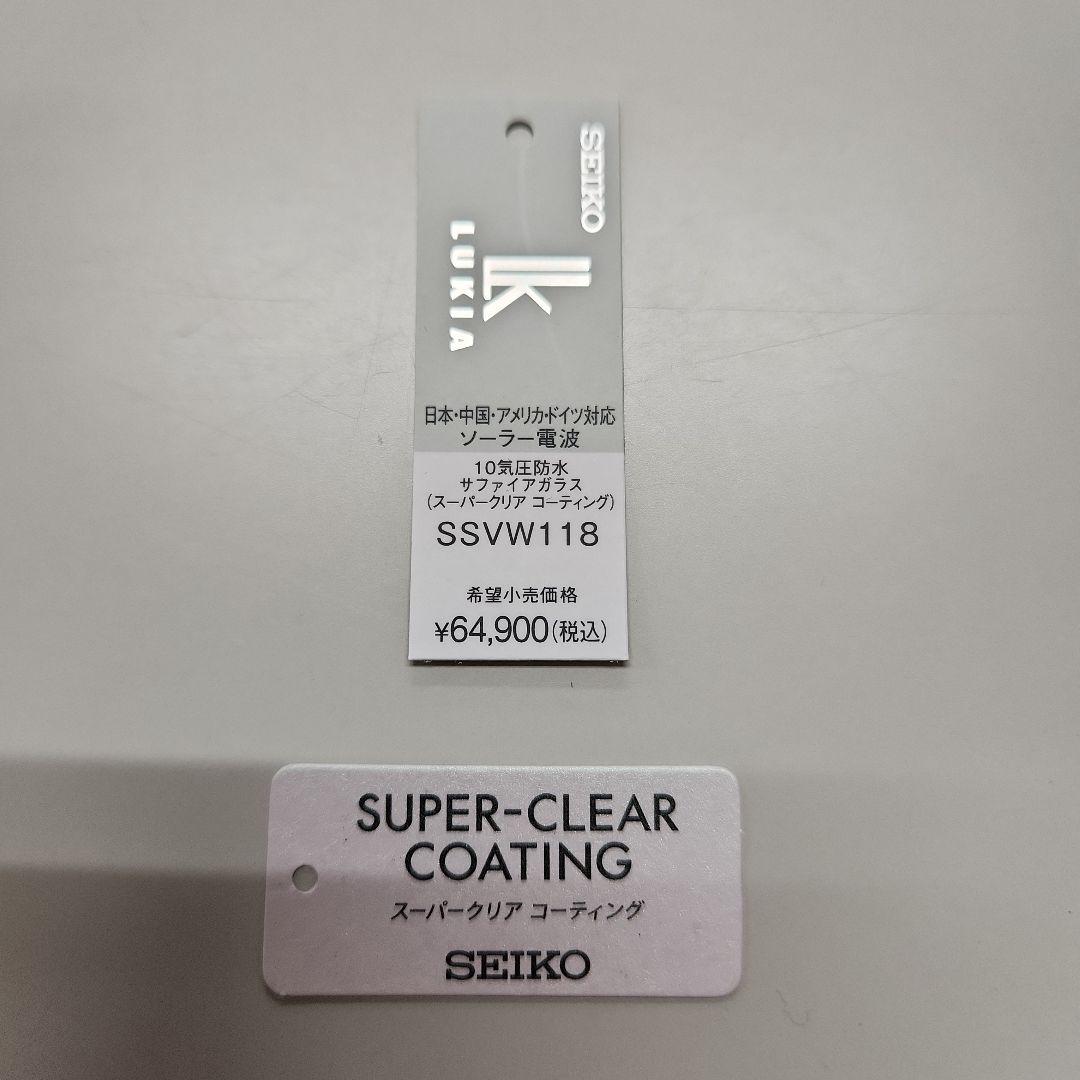 SEIKO
LK
LUKIA
日本・中国・アメリカ・ドイツ対応
ソーラー電波
10気圧防水
サファイアガラス
(スーパークリア コーティング)
SSVW118
希望小売価格
¥64,900(税込)
SUPER-CLEAR
COATING
スーパークリア コーティング
SEIKO